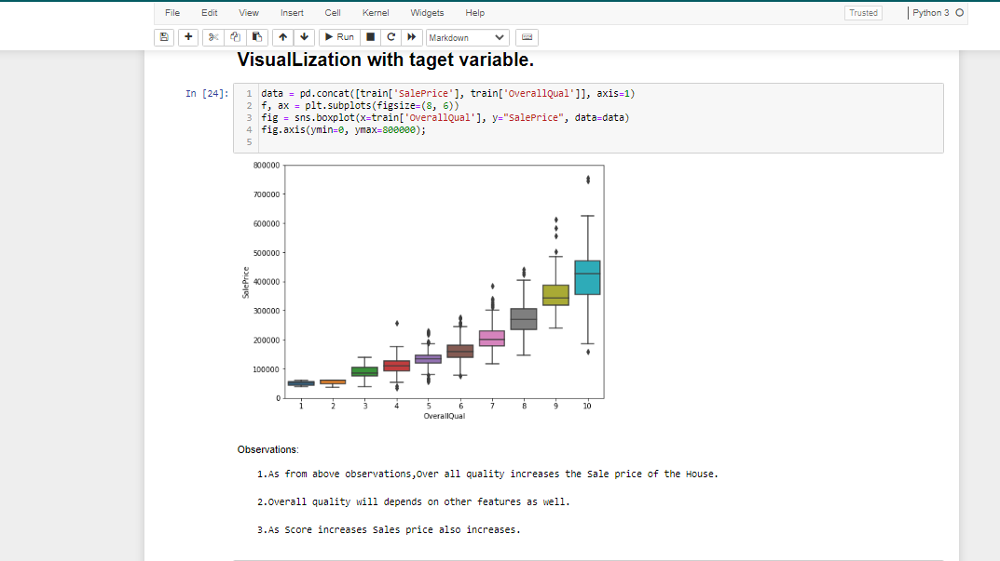 File Edit View Insert Cell Kernel Widgets Help Trusted Python 3
Run Markdown
VisualLization with taget variable.
In [24]:
1 data = pd.concat([train['SalePrice'], train['OverallQual']], axis=1)
2 f, ax = plt.subplots(figsize=(8, 6))
3 fig = sns.boxplot(x=train['OverallQual'], y="SalePrice", data=data)
4 fig.axis(ymin=0, ymax=800000);
5
800000
700000
600000
500000
400000
300000
200000
100000
0
SalePrice
1 2 3 4 5 6 7 8 9 10
OverallQual
Observations:
1.As from above observations,Over all quality increases the Sale price of the House.
2.Overall quality will depends on other features as well.
3.As Score increases Sales price also increases.